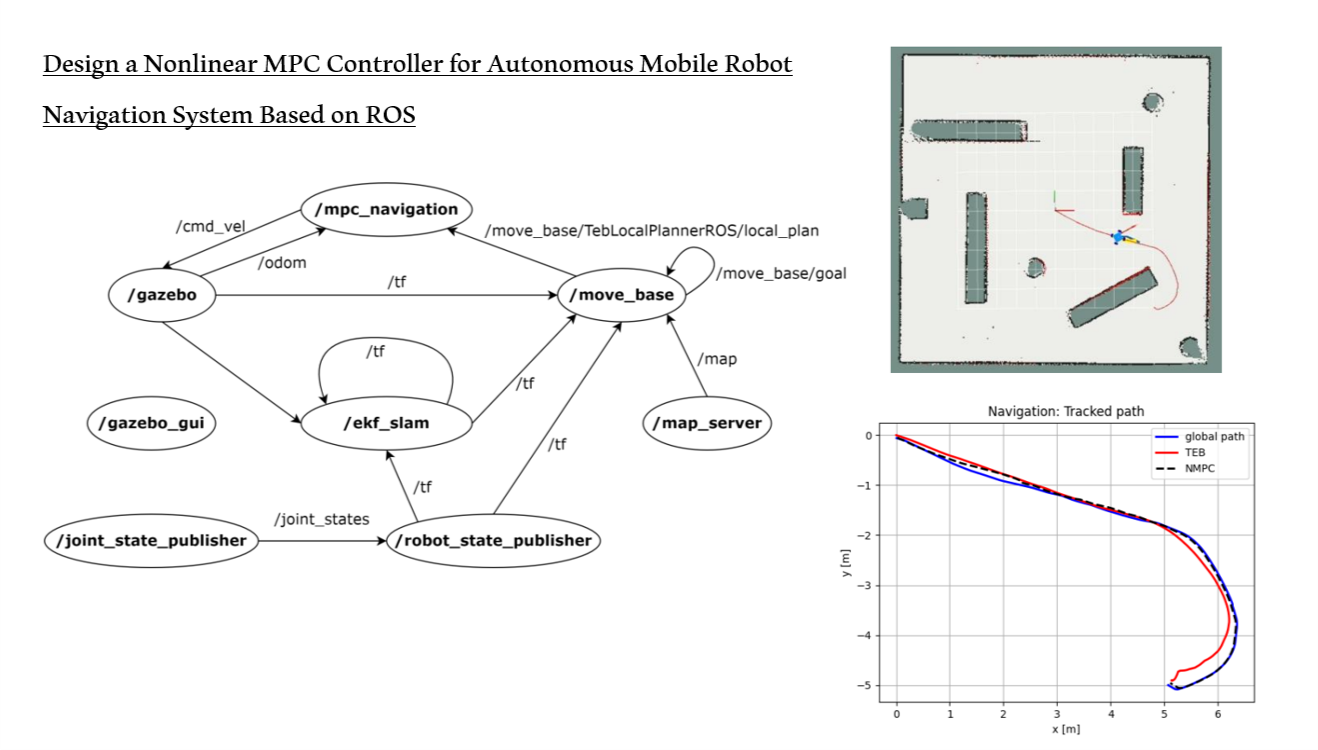 Design a Nonlinear MPC Controller for Autonomous Mobile Robot
Navigation System Based on ROS
/mpc_navigation
/cmd_vel
/odom
/move_base/TebLocalPlannerROS/local_plan
/move_base/goal
/gazebo
/tf
/move_base
/tf
/tf
/map
/gazebo_gui
/ekf_slam
/map_server
/tf
/tf
/joint_states
/joint_state_publisher
/robot_state_publisher
Navigation: Tracked path
global path
TEB
NMPC
y [m]
0
−1
−2
−3
−4
−5
0 1 2 3 4 5 6
x [m]